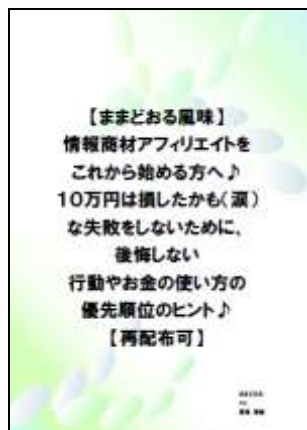 【ままどおる風味】
情報商材アフィリエイトを
これから始める方へ♪
10万円は損したかも(涙)
な失敗をしないために、
後悔しない
行動やお金の使い方の
優先順位のヒント♪
【再配布可】